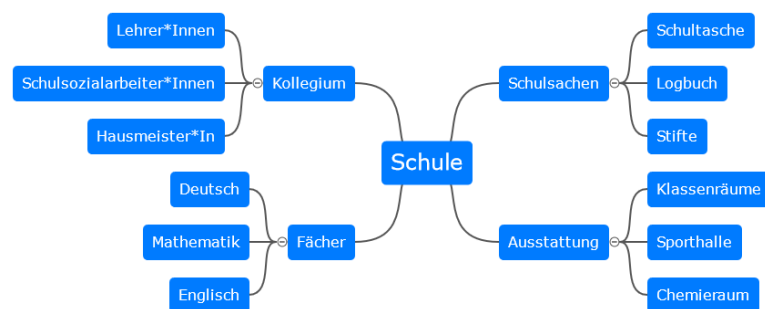 Schule
Kollegium
Lehrer*Innen
Schulsozialarbeiter*Innen
Hausmeister*In
Fächer
Deutsch
Mathematik
Englisch
Schulsachen
Schultasche
Logbuch
Stifte
Ausstattung
Klassenräume
Sporthalle
Chemieraum